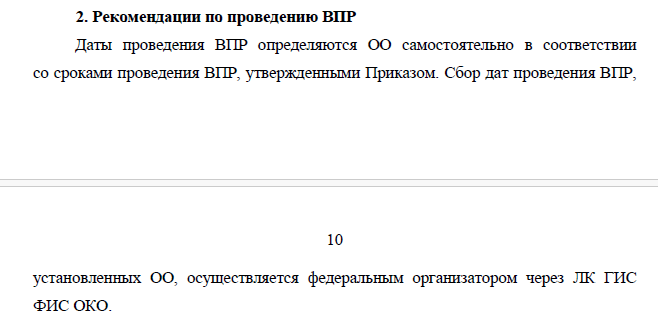 2. Рекомендации по проведению ВПР
Даты проведения ВПР определяются ОО самостоятельно в соответствии
со сроками проведения ВПР, утвержденными Приказом. Сбор дат проведения ВПР,
10
установленных ОО, осуществляется федеральным организатором через ЛК ГИС
ФИС ОКО.